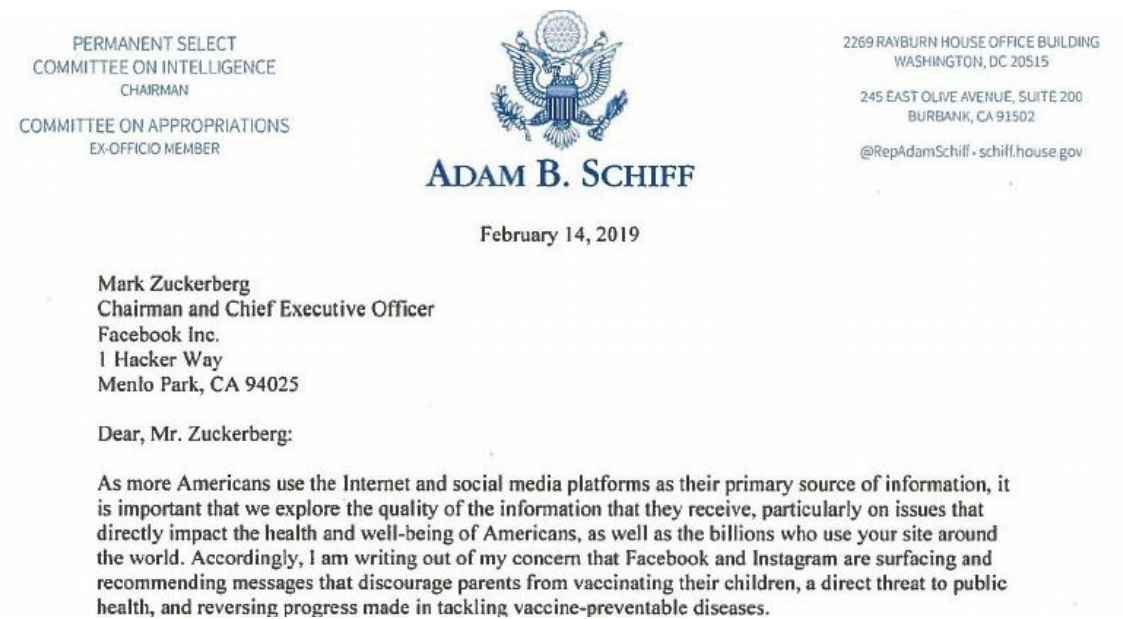 PERMANENT SELECT
COMMITTEE ON INTELLIGENCE
CHAIRMAN
COMMITTEE ON APPROPRIATIONS
EX-OFFICIO MEMBER
ADAM B. SCHIFF
2269 RAYBURN HOUSE OFFICE BUILDING
WASHINGTON, DC 20515
245 EAST OLIVE AVENUE, SUITE 200
BURBANK, CA 91502
@RepAdamSchiff • schiff.house.gov
February 14, 2019
Mark Zuckerberg
Chairman and Chief Executive Officer
Facebook Inc.
1 Hacker Way
Menlo Park, CA 94025
Dear, Mr. Zuckerberg:
As more Americans use the Internet and social media platforms as their primary source of information, it
is important that we explore the quality of the information that they receive, particularly on issues that
directly impact the health and well-being of Americans, as well as the billions who use your site around
the world. Accordingly, I am writing out of my concern that Facebook and Instagram are surfacing and
recommending messages that discourage parents from vaccinating their children, a direct threat to public
health, and reversing progress made in tackling vaccine-preventable diseases.